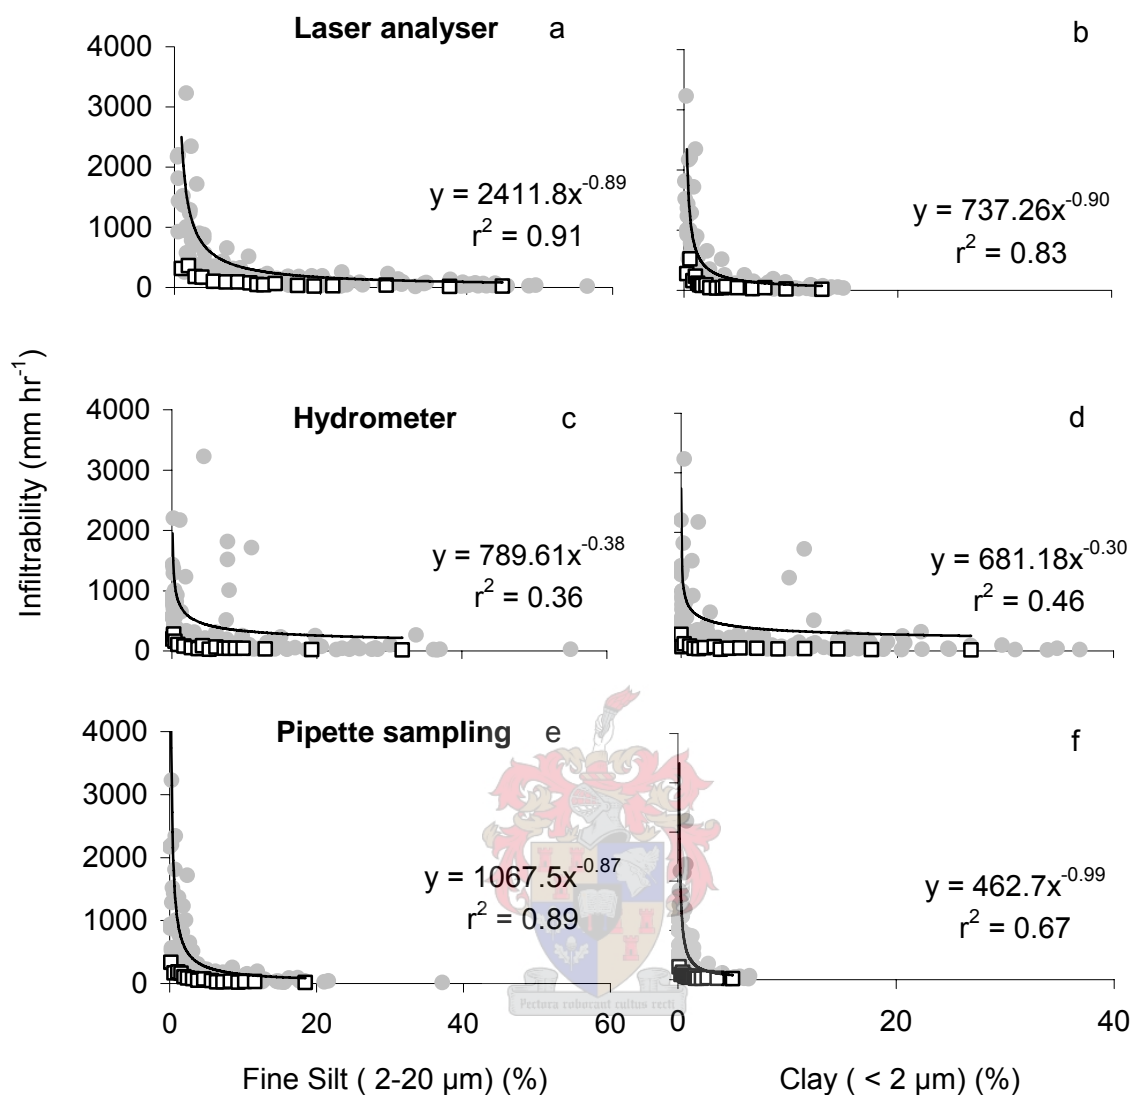 Laser analyser a
b
4000
3000
2000
1000
0
y = 2411.8x^-0.89
r^2 = 0.91
y = 737.26x^-0.90
r^2 = 0.83
Infiltrability (mm hr^-1)
Hydrometer c
d
4000
3000
2000
1000
0
y = 789.61x^-0.38
r^2 = 0.36
y = 681.18x^-0.30
r^2 = 0.46
Pipette sampling e
f
4000
3000
2000
1000
0
y = 1067.5x^-0.87
r^2 = 0.89
y = 462.7x^-0.99
r^2 = 0.67
Pectora roborant cultus recti
0 20 40 60
0 20 40
Fine Silt ( 2-20 µm) (%)
Clay ( < 2 µm) (%)